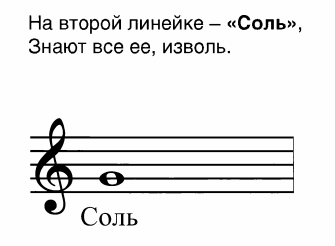 На второй линейке – «Соль»,
Знают все ее, изволь.
Соль